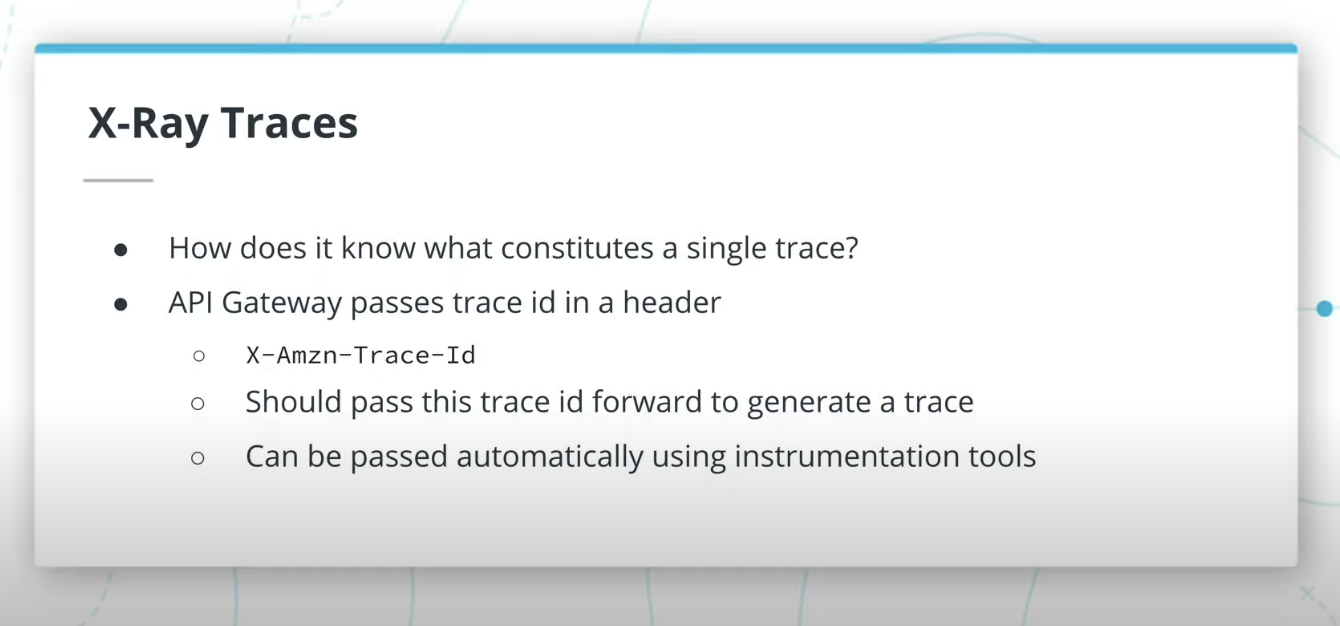 X-Ray Traces
● How does it know what constitutes a single trace?
● API Gateway passes trace id in a header
○ X-Amzn-Trace-Id
○ Should pass this trace id forward to generate a trace
○ Can be passed automatically using instrumentation tools